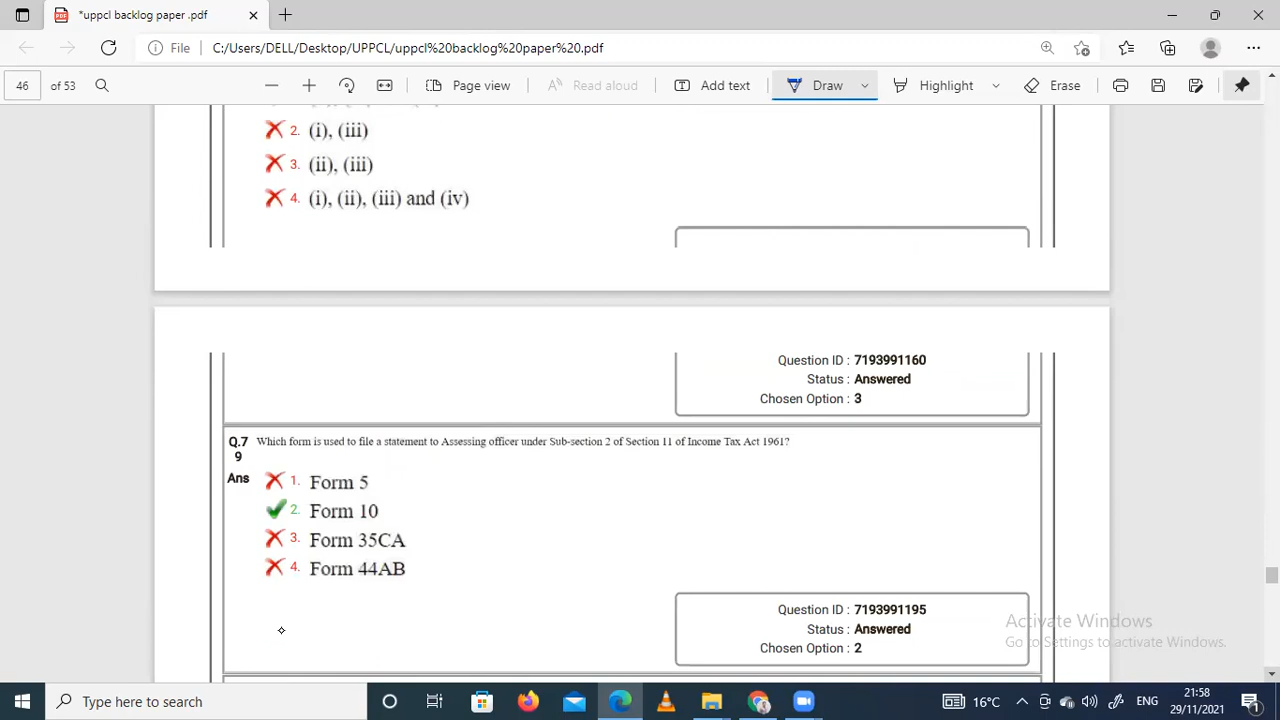 *uppcl backlog paper .pdf
File C:/Users/DELL/Desktop/UPPCL/uppcl%20backlog%20paper%20.pdf
46 of 53 Page view Read aloud Add text Draw Highlight Erase
2. (i), (iii)
3. (ii), (iii)
4. (i), (ii), (iii) and (iv)
Question ID : 7193991160
Status : Answered
Chosen Option : 3
Q.7 Which form is used to file a statement to Assessing officer under Sub-section 2 of Section 11 of Income Tax Act 1961?
9
Ans 1. Form 5
2. Form 10
3. Form 35CA
4. Form 44AB
Question ID : 7193991195
Status : Answered
Chosen Option : 2
Activate Windows
Go to Settings to activate Windows.
Type here to search 16°C ENG 21:58
29/11/2021